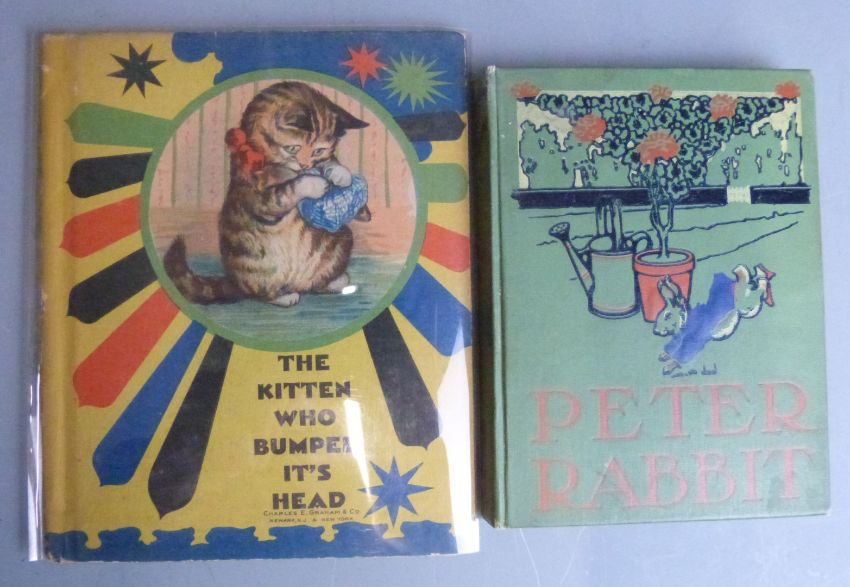 THE
KITTEN
WHO
BUMPED
IT'S
HEAD
CHARLES E. GRAHAM & CO.
NEWARK, N.J. & NEW YORK
PETER
RABBIT